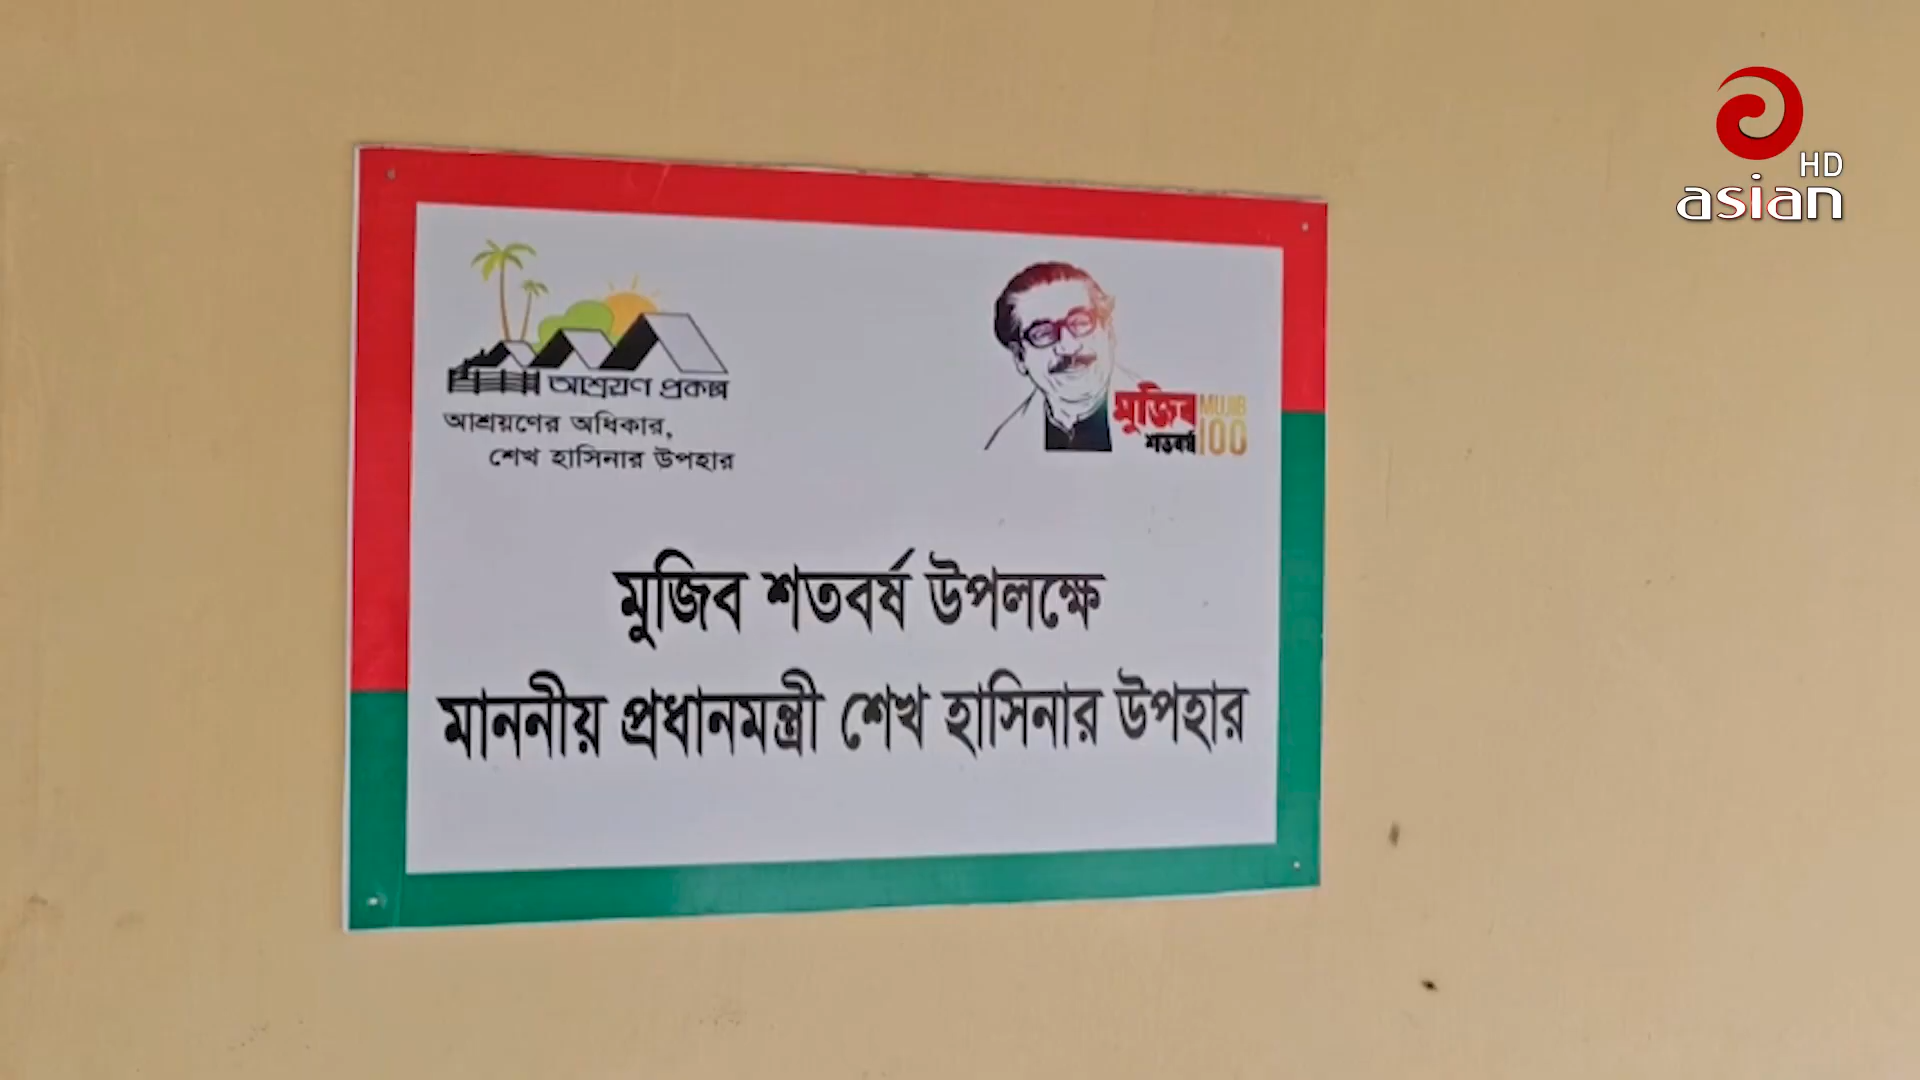 HD
asian
আশ্রয়ণ প্রকল্প
আশ্রয়ণের অধিকার,
শেখ হাসিনার উপহার
মুজিব
শতবর্ষ
MUJIB
100
মুজিব শতবর্ষ উপলক্ষে
মাননীয় প্রধানমন্ত্রী শেখ হাসিনার উপহার